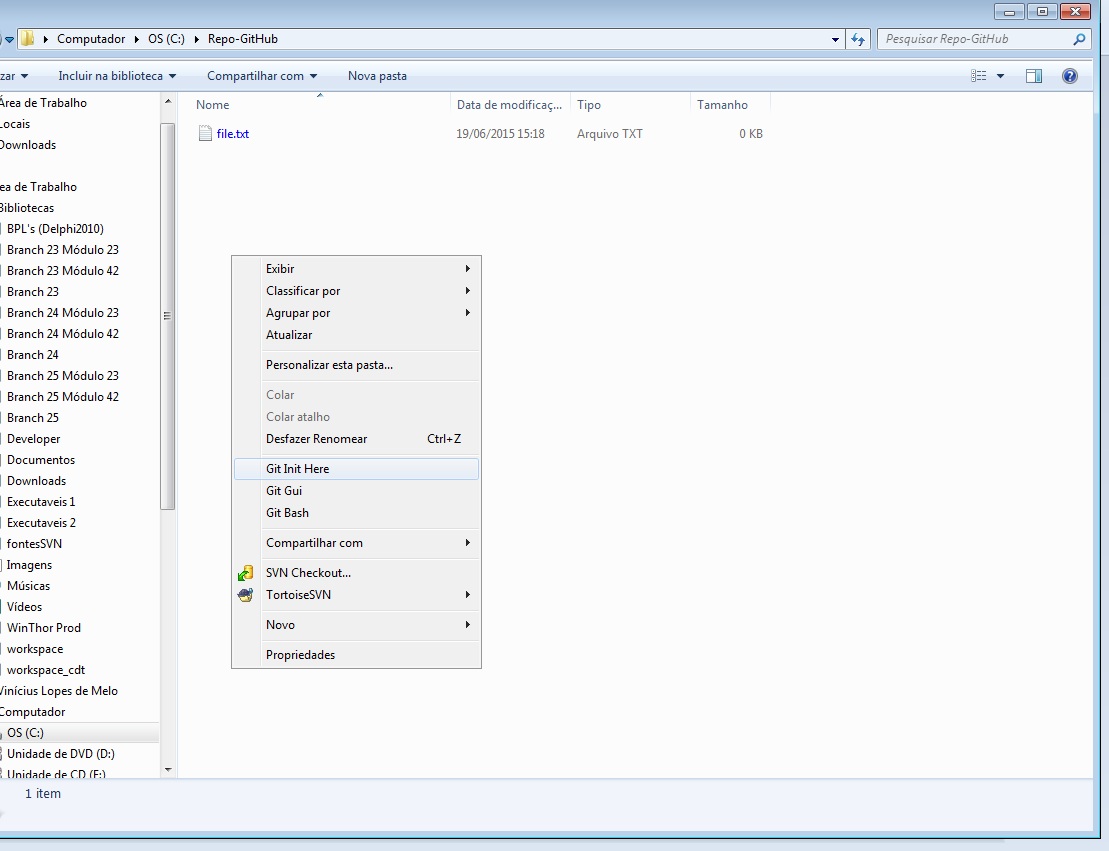 Computador OS (C:) Repo-GitHub Pesquisar Repo-GitHub
zar Incluir na biblioteca Compartilhar com Nova pasta
Nome Data de modificaç... Tipo Tamanho
file.txt 19/06/2015 15:18 Arquivo TXT 0 KB
Área de Trabalho
Locais
Downloads
ea de Trabalho
Bibliotecas
BPL's (Delphi2010)
Branch 23 Módulo 23
Branch 23 Módulo 42
Branch 23
Branch 24 Módulo 23
Branch 24 Módulo 42
Branch 24
Branch 25 Módulo 23
Branch 25 Módulo 42
Branch 25
Developer
Documentos
Downloads
Executaveis 1
Executaveis 2
fontesSVN
Imagens
Músicas
Vídeos
WinThor Prod
workspace
workspace_cdt
Vinícius Lopes de Melo
Computador
OS (C:)
Unidade de DVD (D:)
Unidade de CD (F:)
Exibir
Classificar por
Agrupar por
Atualizar
Personalizar esta pasta...
Colar
Colar atalho
Desfazer Renomear Ctrl+Z
Git Init Here
Git Gui
Git Bash
Compartilhar com
SVN Checkout...
TortoiseSVN
Novo
Propriedades
1 item